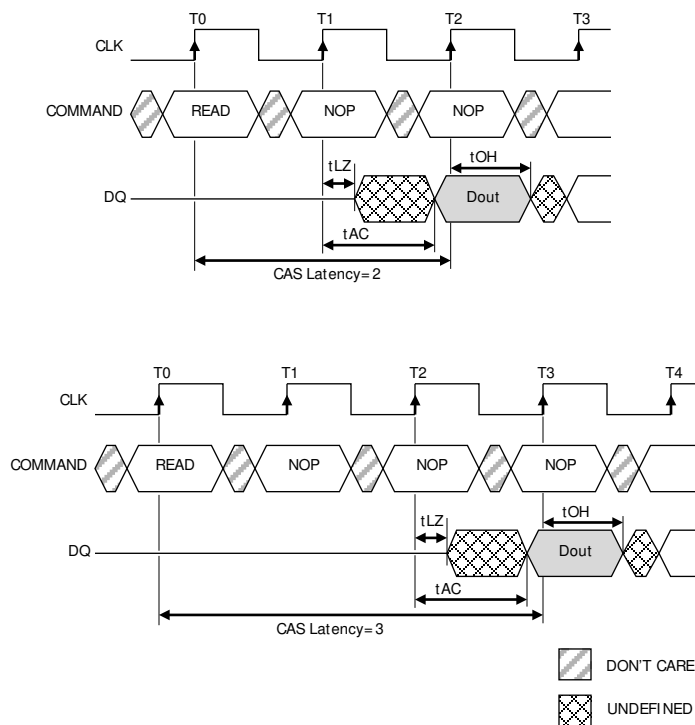 T0 T1 T2 T3
CLK
COMMAND READ NOP NOP
tLZ tOH
DQ Dout
tAC
CAS Latency=2
T0 T1 T2 T3 T4
CLK
COMMAND READ NOP NOP NOP
tLZ tOH
DQ Dout
tAC
CAS Latency=3
DON'T CARE
UNDEFINED